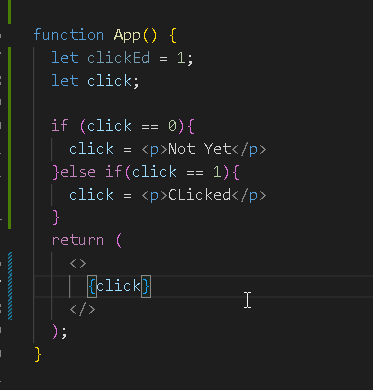 function App() {
let clickEd = 1;
let click;
if (click == 0){
click = <p>Not Yet</p>
}else if(click == 1){
click = <p>CLicked</p>
}
return (
<>
{click}
</>
);
}